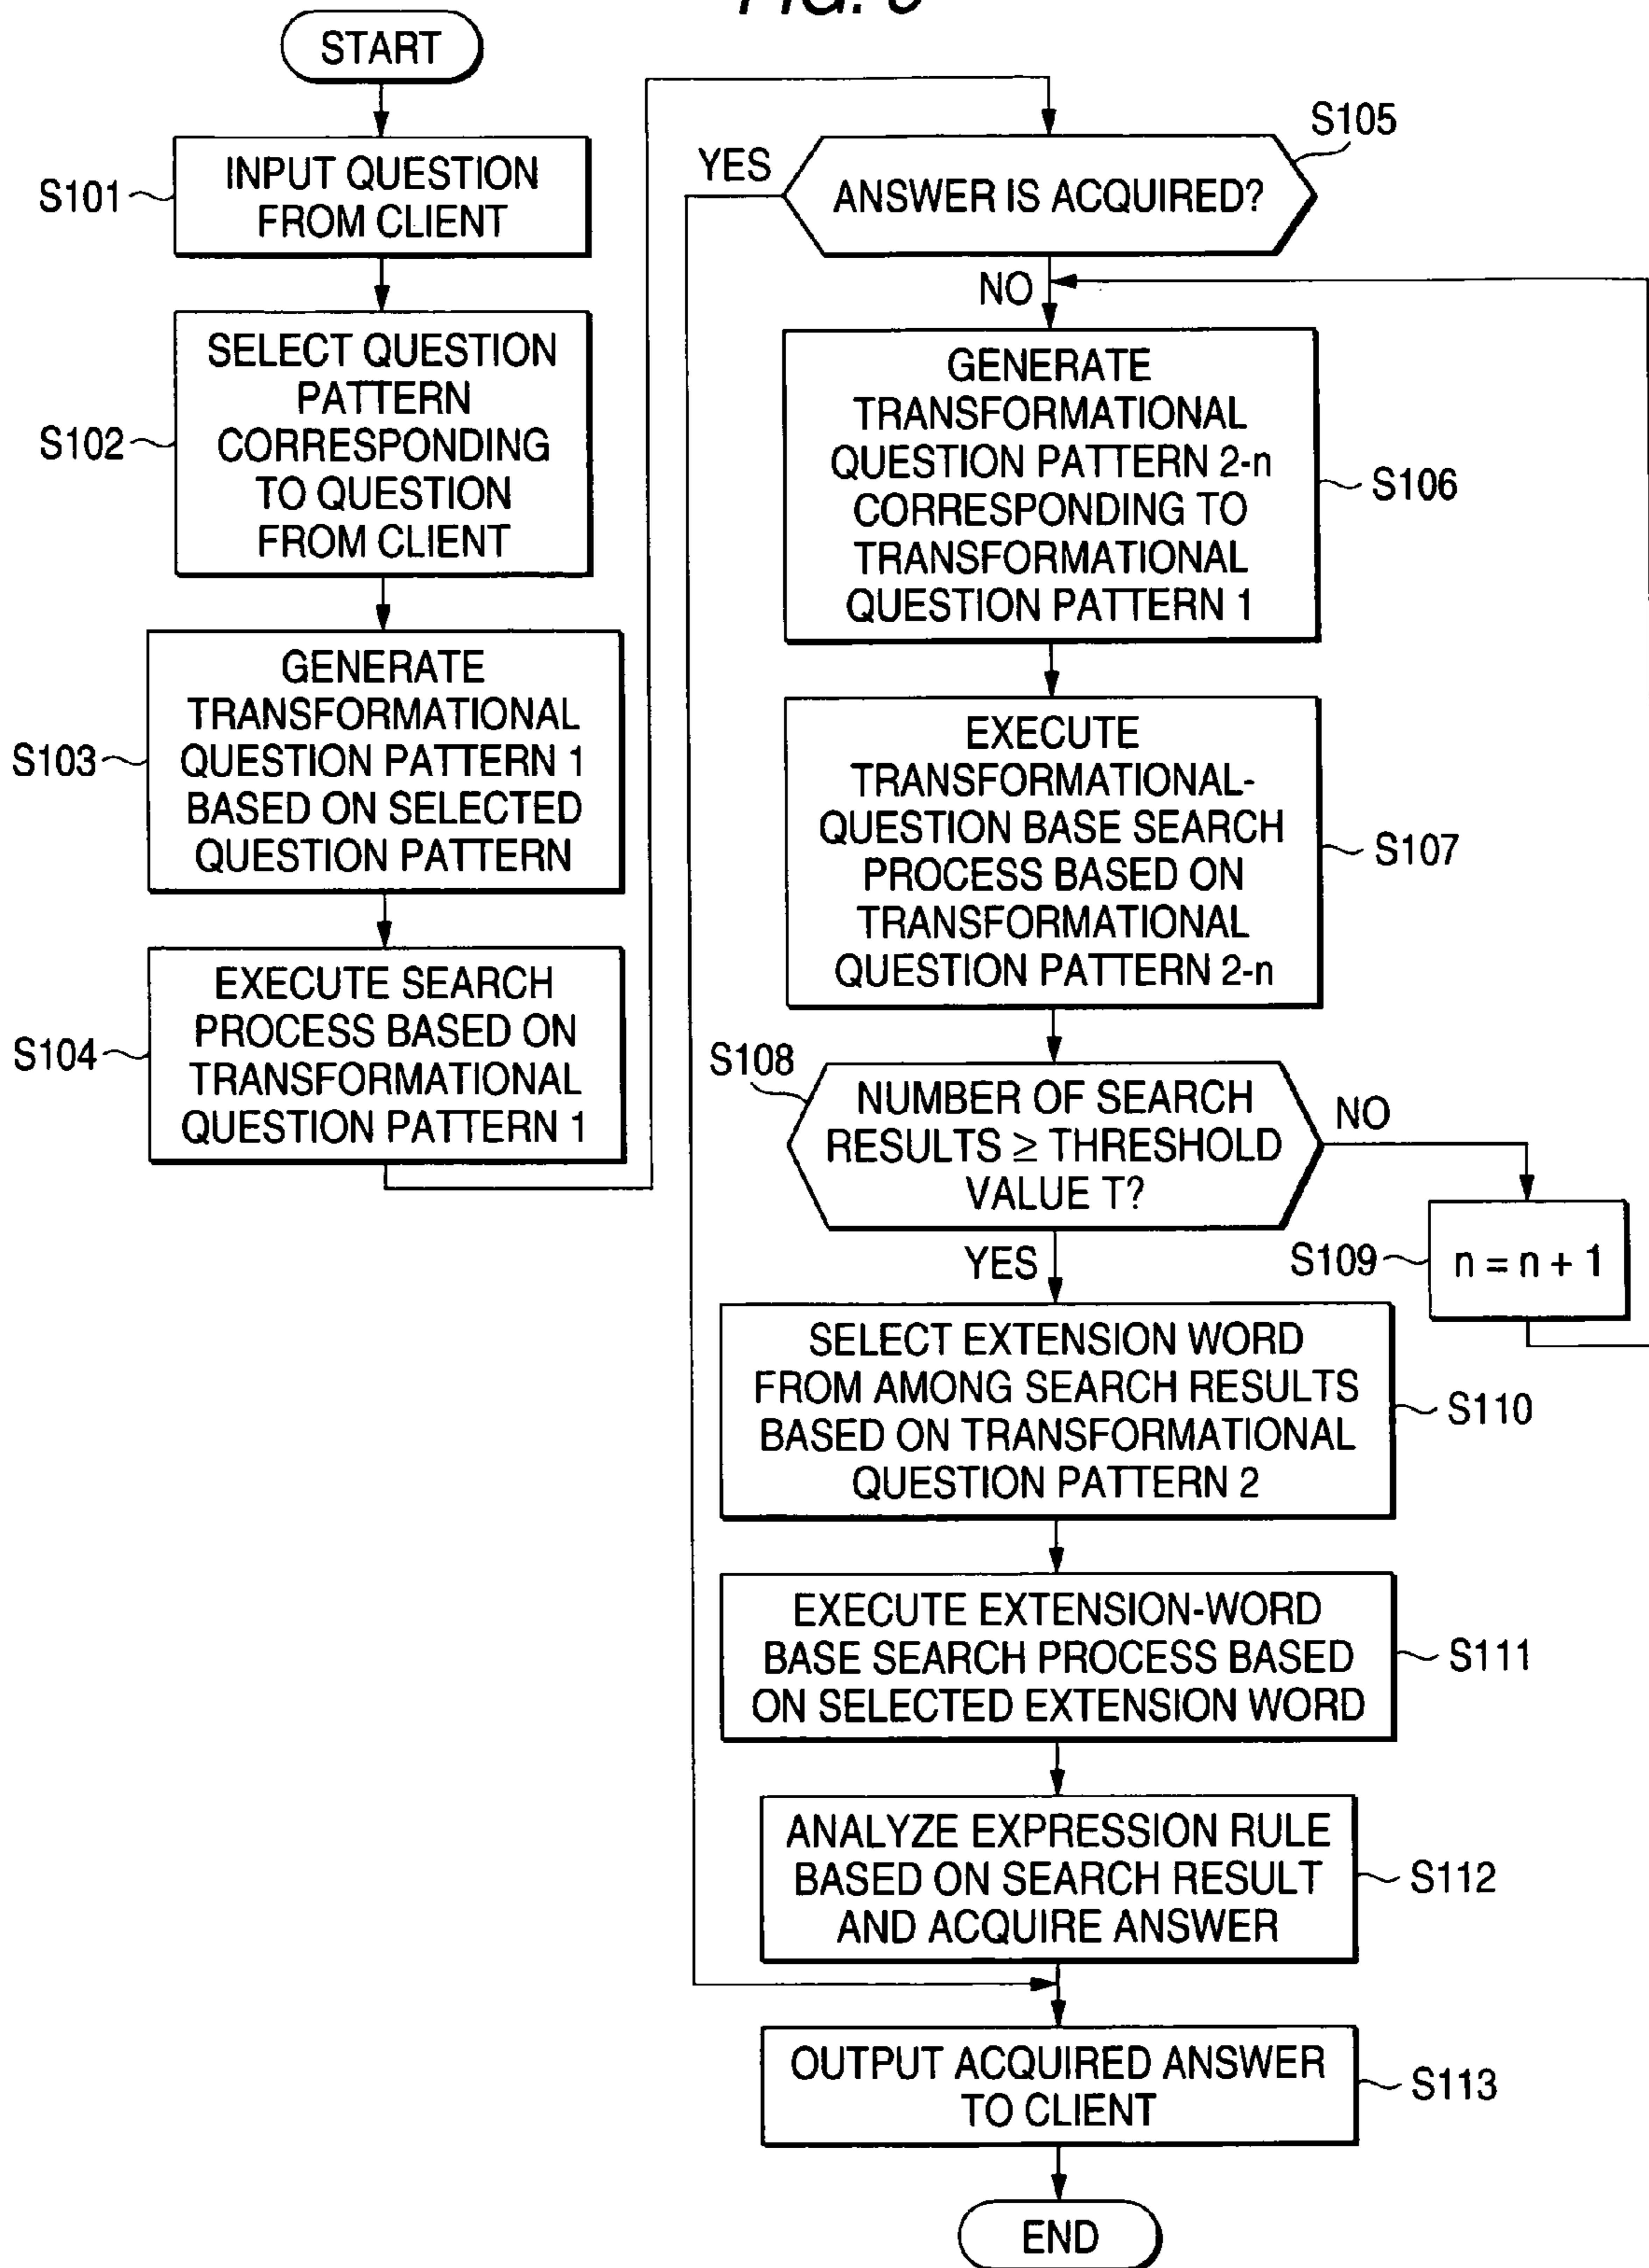 START
S101
INPUT QUESTION
FROM CLIENT
S102
SELECT QUESTION
PATTERN
CORRESPONDING
TO QUESTION
FROM CLIENT
S103
GENERATE
TRANSFORMATIONAL
QUESTION PATTERN 1
BASED ON SELECTED
QUESTION PATTERN
S104
EXECUTE SEARCH
PROCESS BASED ON
TRANSFORMATIONAL
QUESTION PATTERN 1
S105
YES
ANSWER IS ACQUIRED?
NO
GENERATE
TRANSFORMATIONAL
QUESTION PATTERN 2-n
CORRESPONDING TO
TRANSFORMATIONAL
QUESTION PATTERN 1
S106
EXECUTE
TRANSFORMATIONAL-
QUESTION BASE SEARCH
PROCESS BASED ON
TRANSFORMATIONAL
QUESTION PATTERN 2-n
S107
S108
NUMBER OF SEARCH
RESULTS ≥ THRESHOLD
VALUE T?
NO
YES
S109
n = n + 1
SELECT EXTENSION WORD
FROM AMONG SEARCH RESULTS
BASED ON TRANSFORMATIONAL
QUESTION PATTERN 2
S110
EXECUTE EXTENSION-WORD
BASE SEARCH PROCESS BASED
ON SELECTED EXTENSION WORD
S111
ANALYZE EXPRESSION RULE
BASED ON SEARCH RESULT
AND ACQUIRE ANSWER
S112
OUTPUT ACQUIRED ANSWER
TO CLIENT
S113
END